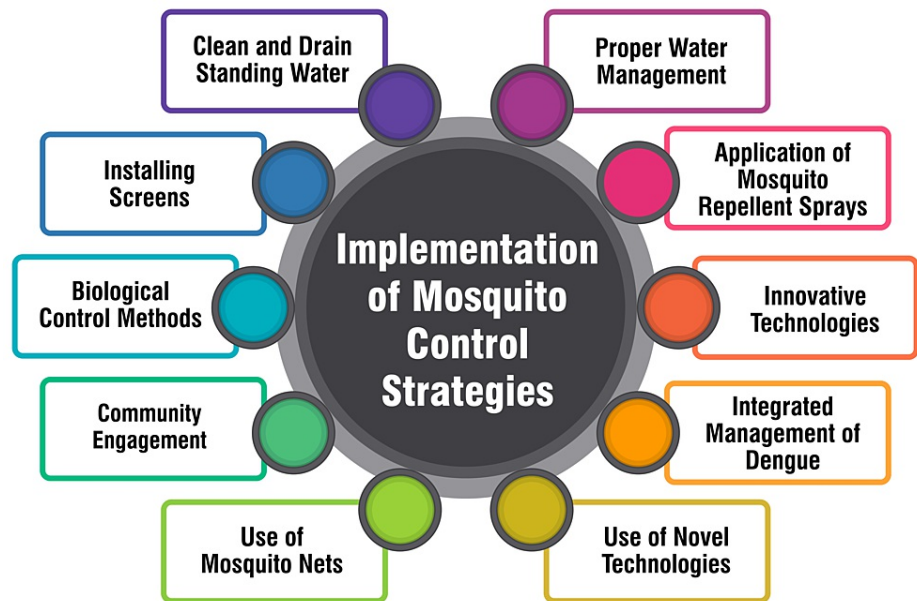 Clean and Drain
Standing Water
Proper Water
Management
Installing
Screens
Application of
Mosquito
Repellent Sprays
Biological
Control Methods
Implementation
of Mosquito
Control
Strategies
Innovative
Technologies
Community
Engagement
Integrated
Management of
Dengue
Use of
Mosquito Nets
Use of Novel
Technologies